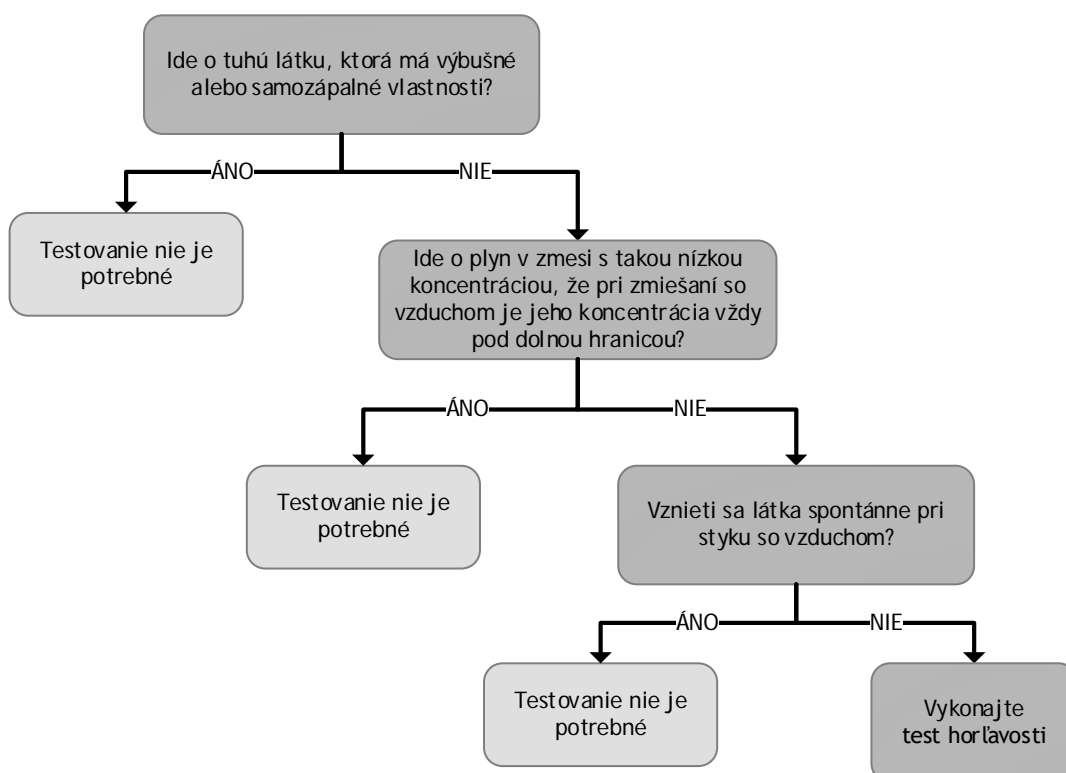 Ide o tuhú látku, ktorá má výbušné
alebo samozápalné vlastnosti?
ÁNO
NIE
Testovanie nie je
potrebné
Ide o plyn v zmesi s takou nízkou
koncentráciou, že pri zmiešaní so
vzduchom je jeho koncentrácia vždy
pod dolnou hranicou?
ÁNO
NIE
Testovanie nie je
potrebné
Vznieti sa látka spontánne pri
styku so vzduchom?
ÁNO
NIE
Testovanie nie je
potrebné
Vykonajte
test horľavosti